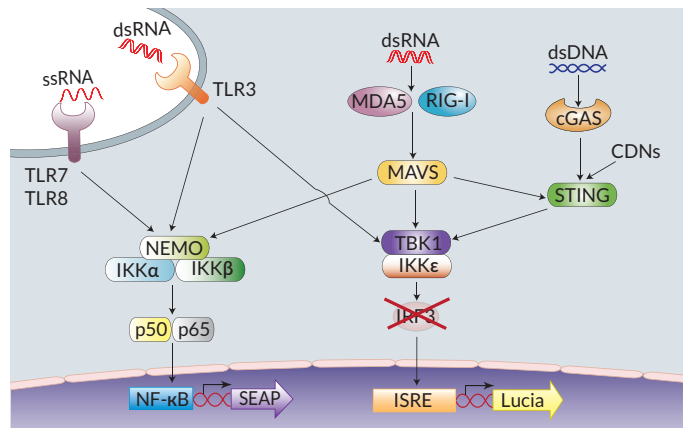 dsRNA
ssRNA
TLR3
TLR7
TLR8
dsRNA
MDA5
RIG-I
MAVS
dsDNA
cGAS
CDNs
STING
NEMO
IKKα
IKKβ
TBK1
IKKε
p50
p65
IRF3
NF-κB
SEAP
ISRE
Lucia